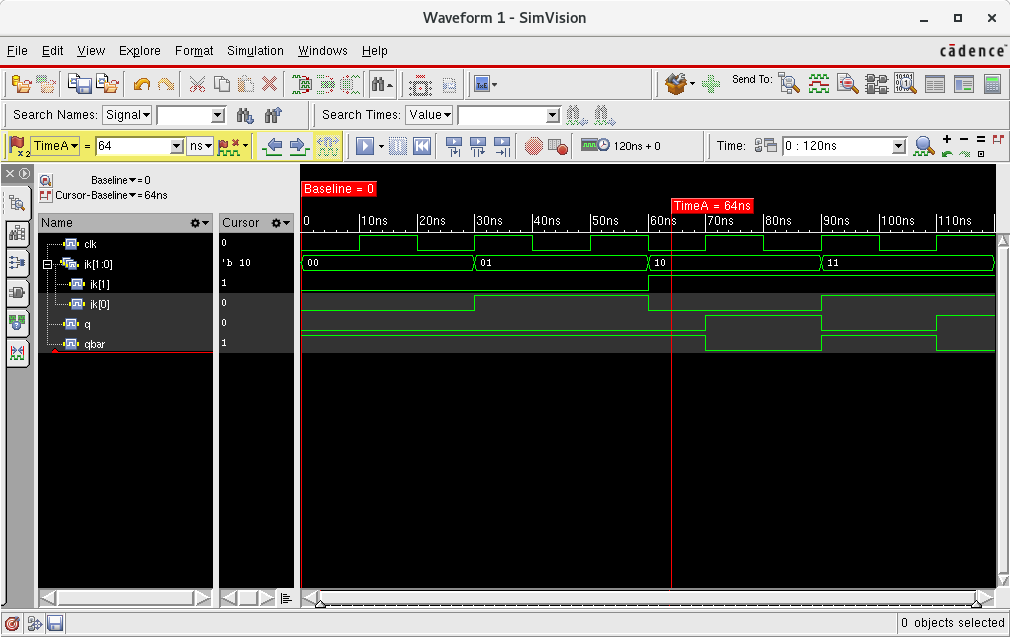 Waveform 1 - SimVision
File Edit View Explore Format Simulation Windows Help
cādence
Send To:
Search Names: Signal
Search Times: Value
x2 TimeA = 64 ns
120ns + 0
Time: 0 : 120ns
Baseline = 0
Cursor-Baseline = 64ns
Baseline = 0
TimeA = 64ns
Name Cursor
0 10ns 20ns 30ns 40ns 50ns 60ns 70ns 80ns 90ns 100ns 110ns
clk 0
jk[1:0] 'b 10 00 01 10 11
jk[1] 1
jk[0] 0
q 0
qbar 1
0 objects selected